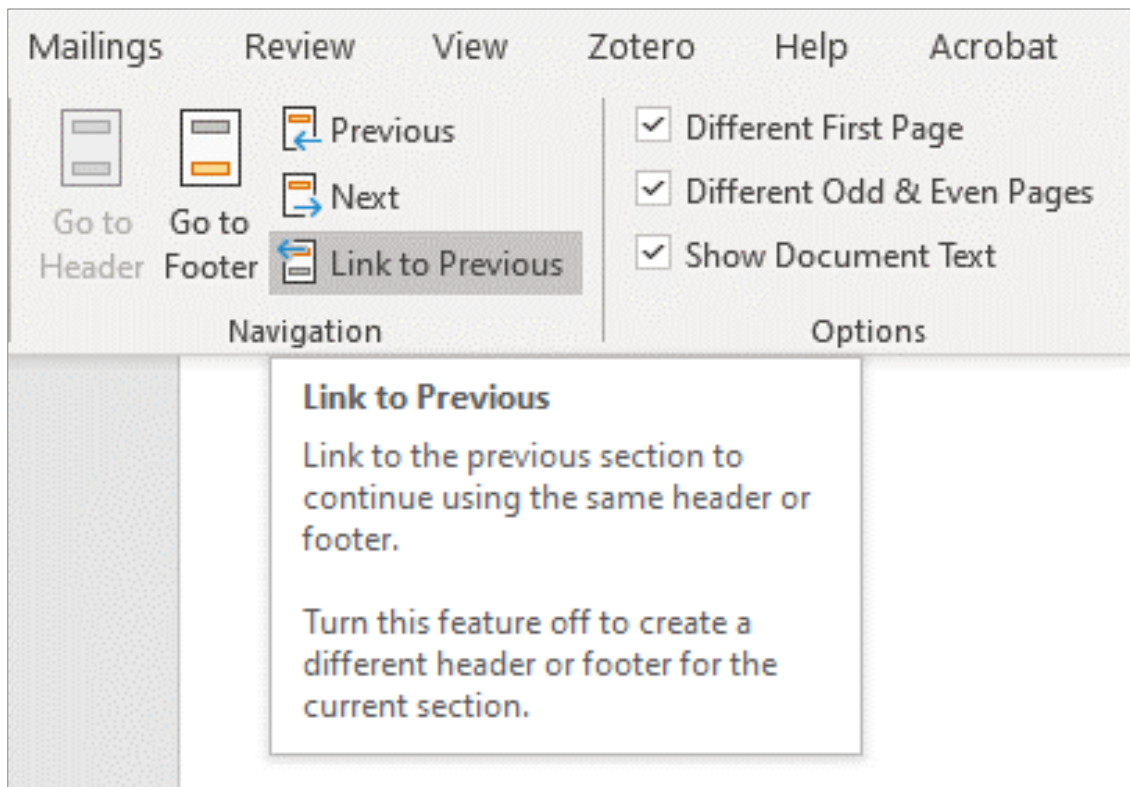 Mailings Review View Zotero Help Acrobat
Previous Different First Page
Next Different Odd & Even Pages
Go to Go to
Header Footer Link to Previous Show Document Text
Navigation Options
Link to Previous
Link to the previous section to
continue using the same header or
footer.
Turn this feature off to create a
different header or footer for the
current section.